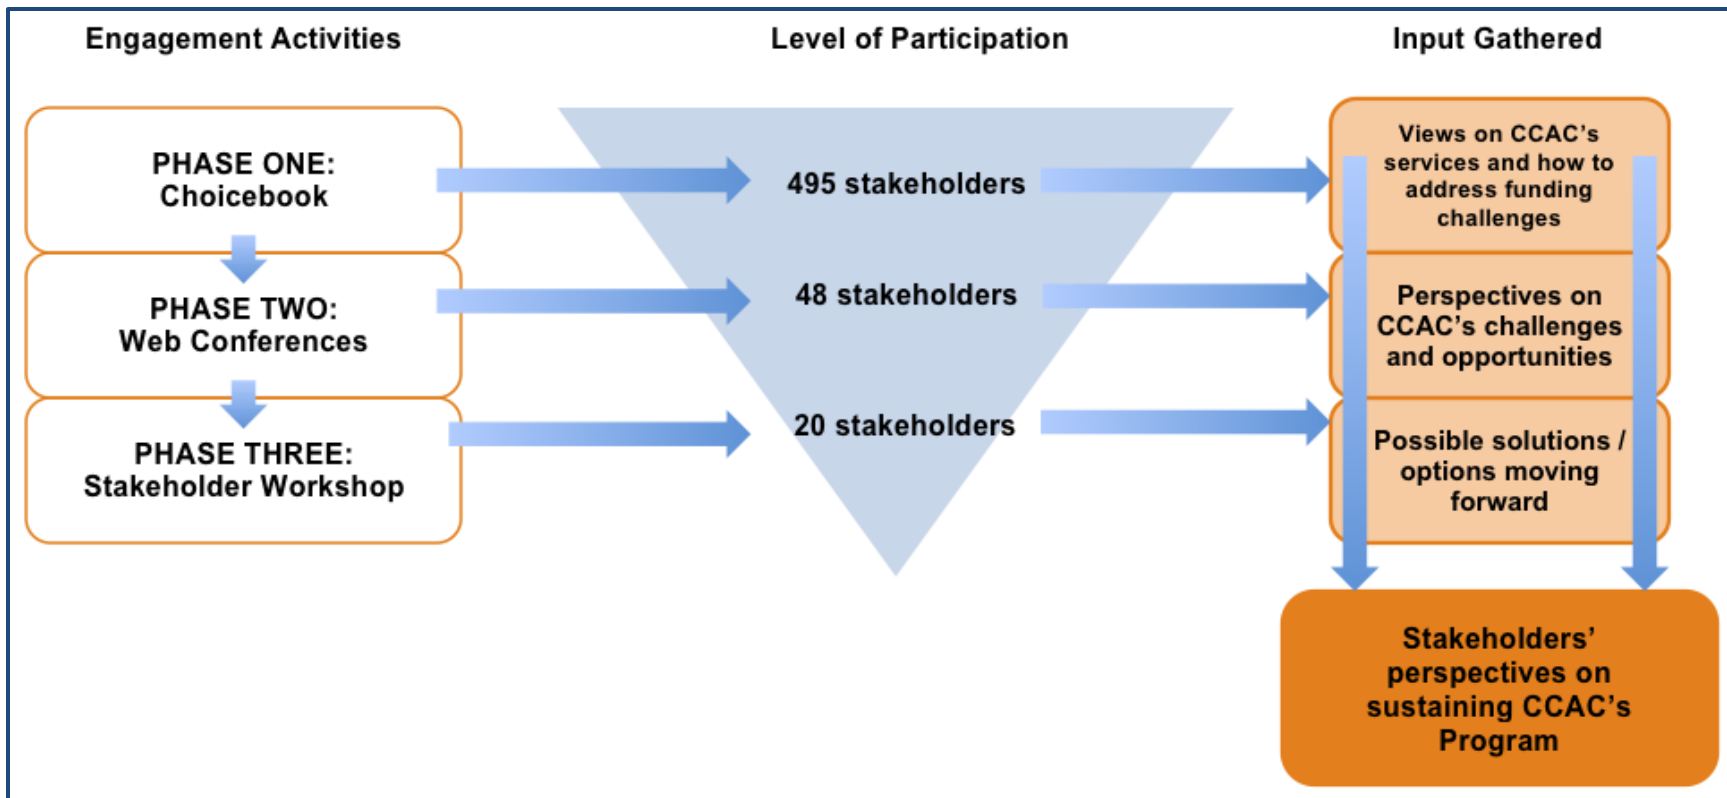 Engagement Activities
Level of Participation
Input Gathered
PHASE ONE:
Choicebook
495 stakeholders
Views on CCAC’s
services and how to
address funding
challenges
PHASE TWO:
Web Conferences
48 stakeholders
Perspectives on
CCAC’s challenges
and opportunities
PHASE THREE:
Stakeholder Workshop
20 stakeholders
Possible solutions /
options moving
forward
Stakeholders’
perspectives on
sustaining CCAC’s
Program